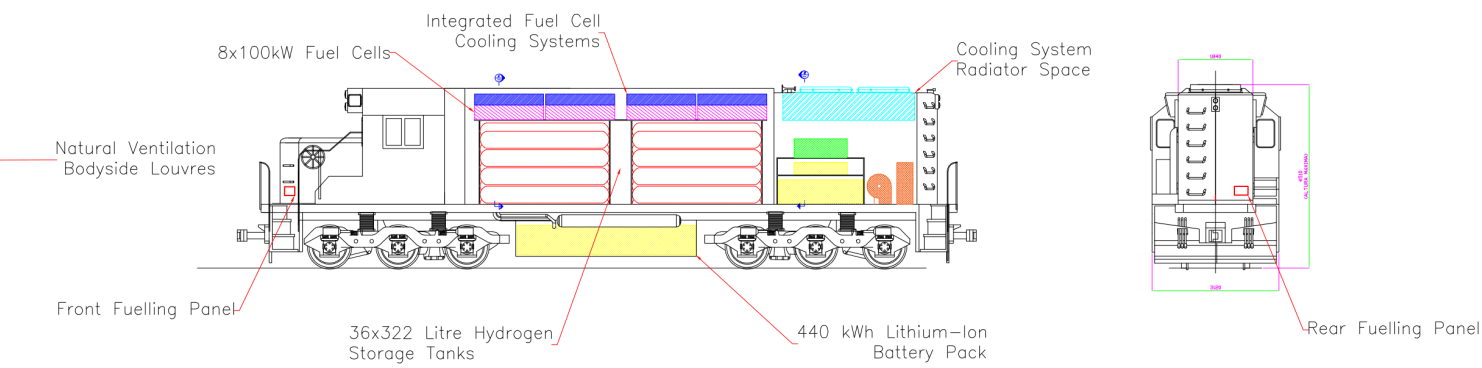 Integrated Fuel Cell
Cooling Systems
8x100kW Fuel Cells
Cooling System
Radiator Space
Natural Ventilation
Bodyside Louvres
Front Fuelling Panel
36x322 Litre Hydrogen
Storage Tanks
440 kWh Lithium-Ion
Battery Pack
Rear Fuelling Panel